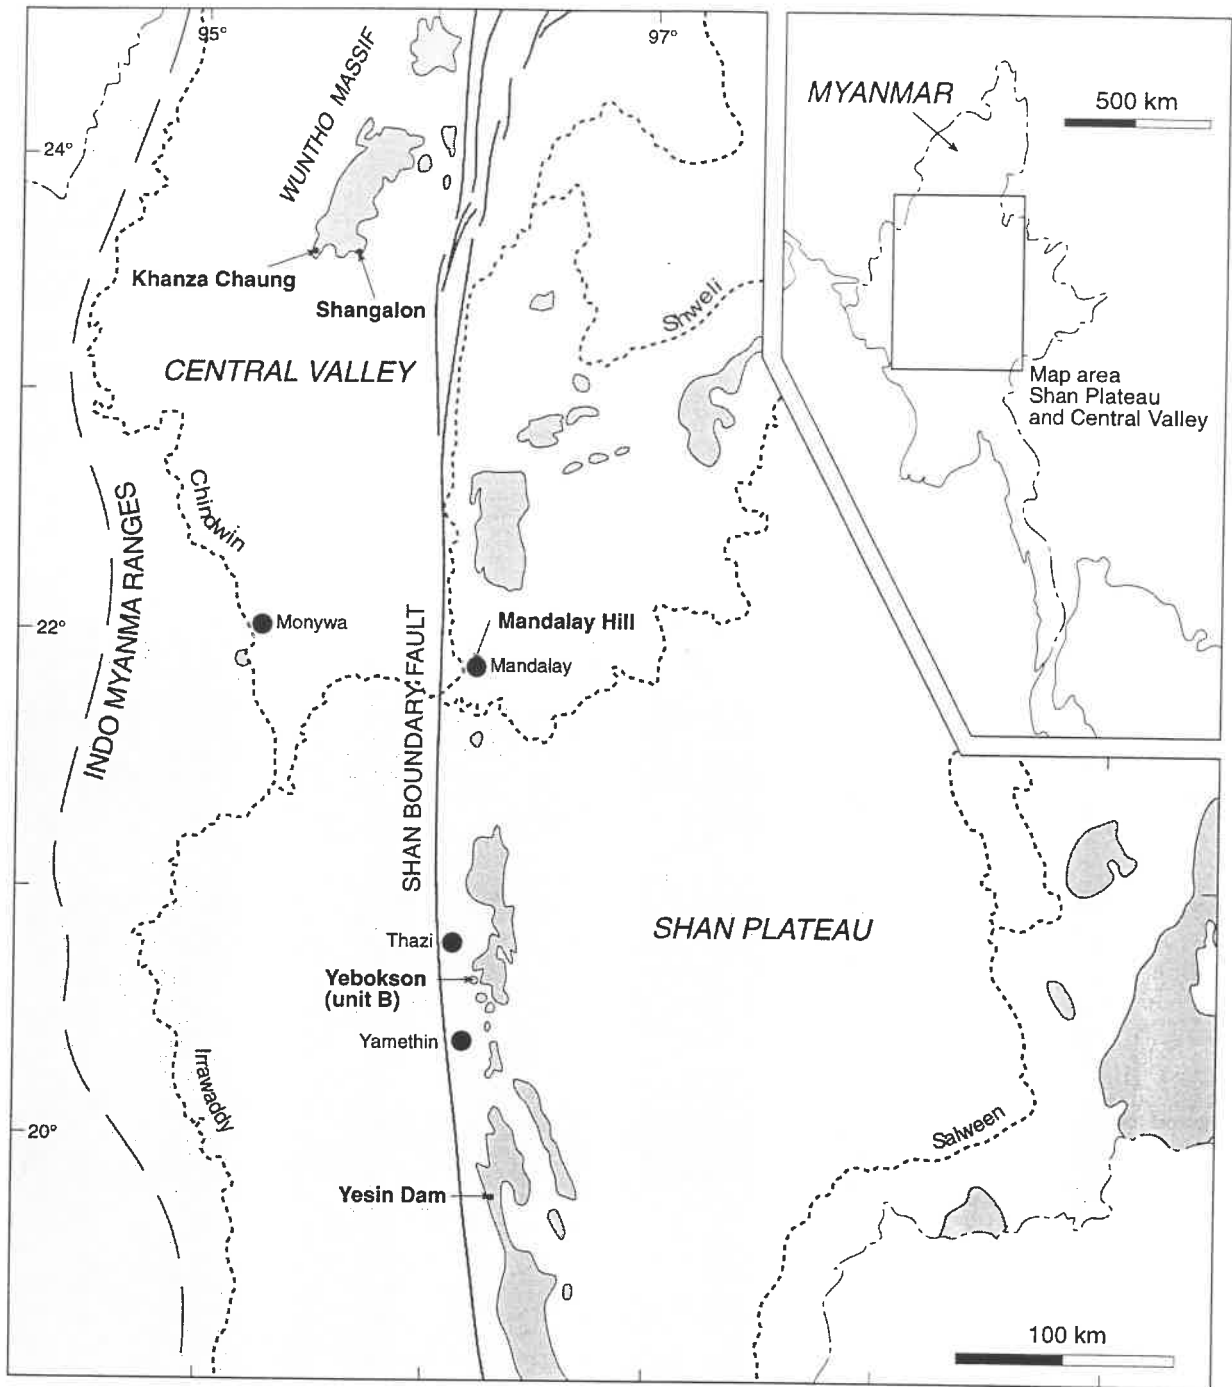 95°
97°
WUNTHO MASSIF
MYANMAR
500 km
24°
Khanza Chaung
Shangalon
Shweli
CENTRAL VALLEY
Map area
Shan Plateau
and Central Valley
Chindwin
INDO MYANMA RANGES
22°
Monywa
SHAN BOUNDARY FAULT
Mandalay Hill
Mandalay
SHAN PLATEAU
Thazi
Yebokson
(unit B)
Yamethin
Irrawaddy
20°
Salween
Yesin Dam
100 km